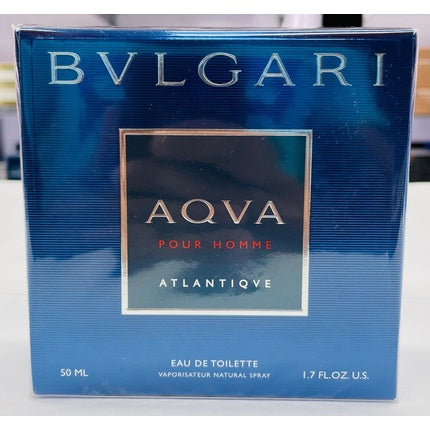 BVLGARI
AQVA
POUR HOMME
ATLANTIQVE
EAU DE TOILETTE
50 ML VAPORISATEUR NATURAL SPRAY 1.7 FL.OZ. U.S.